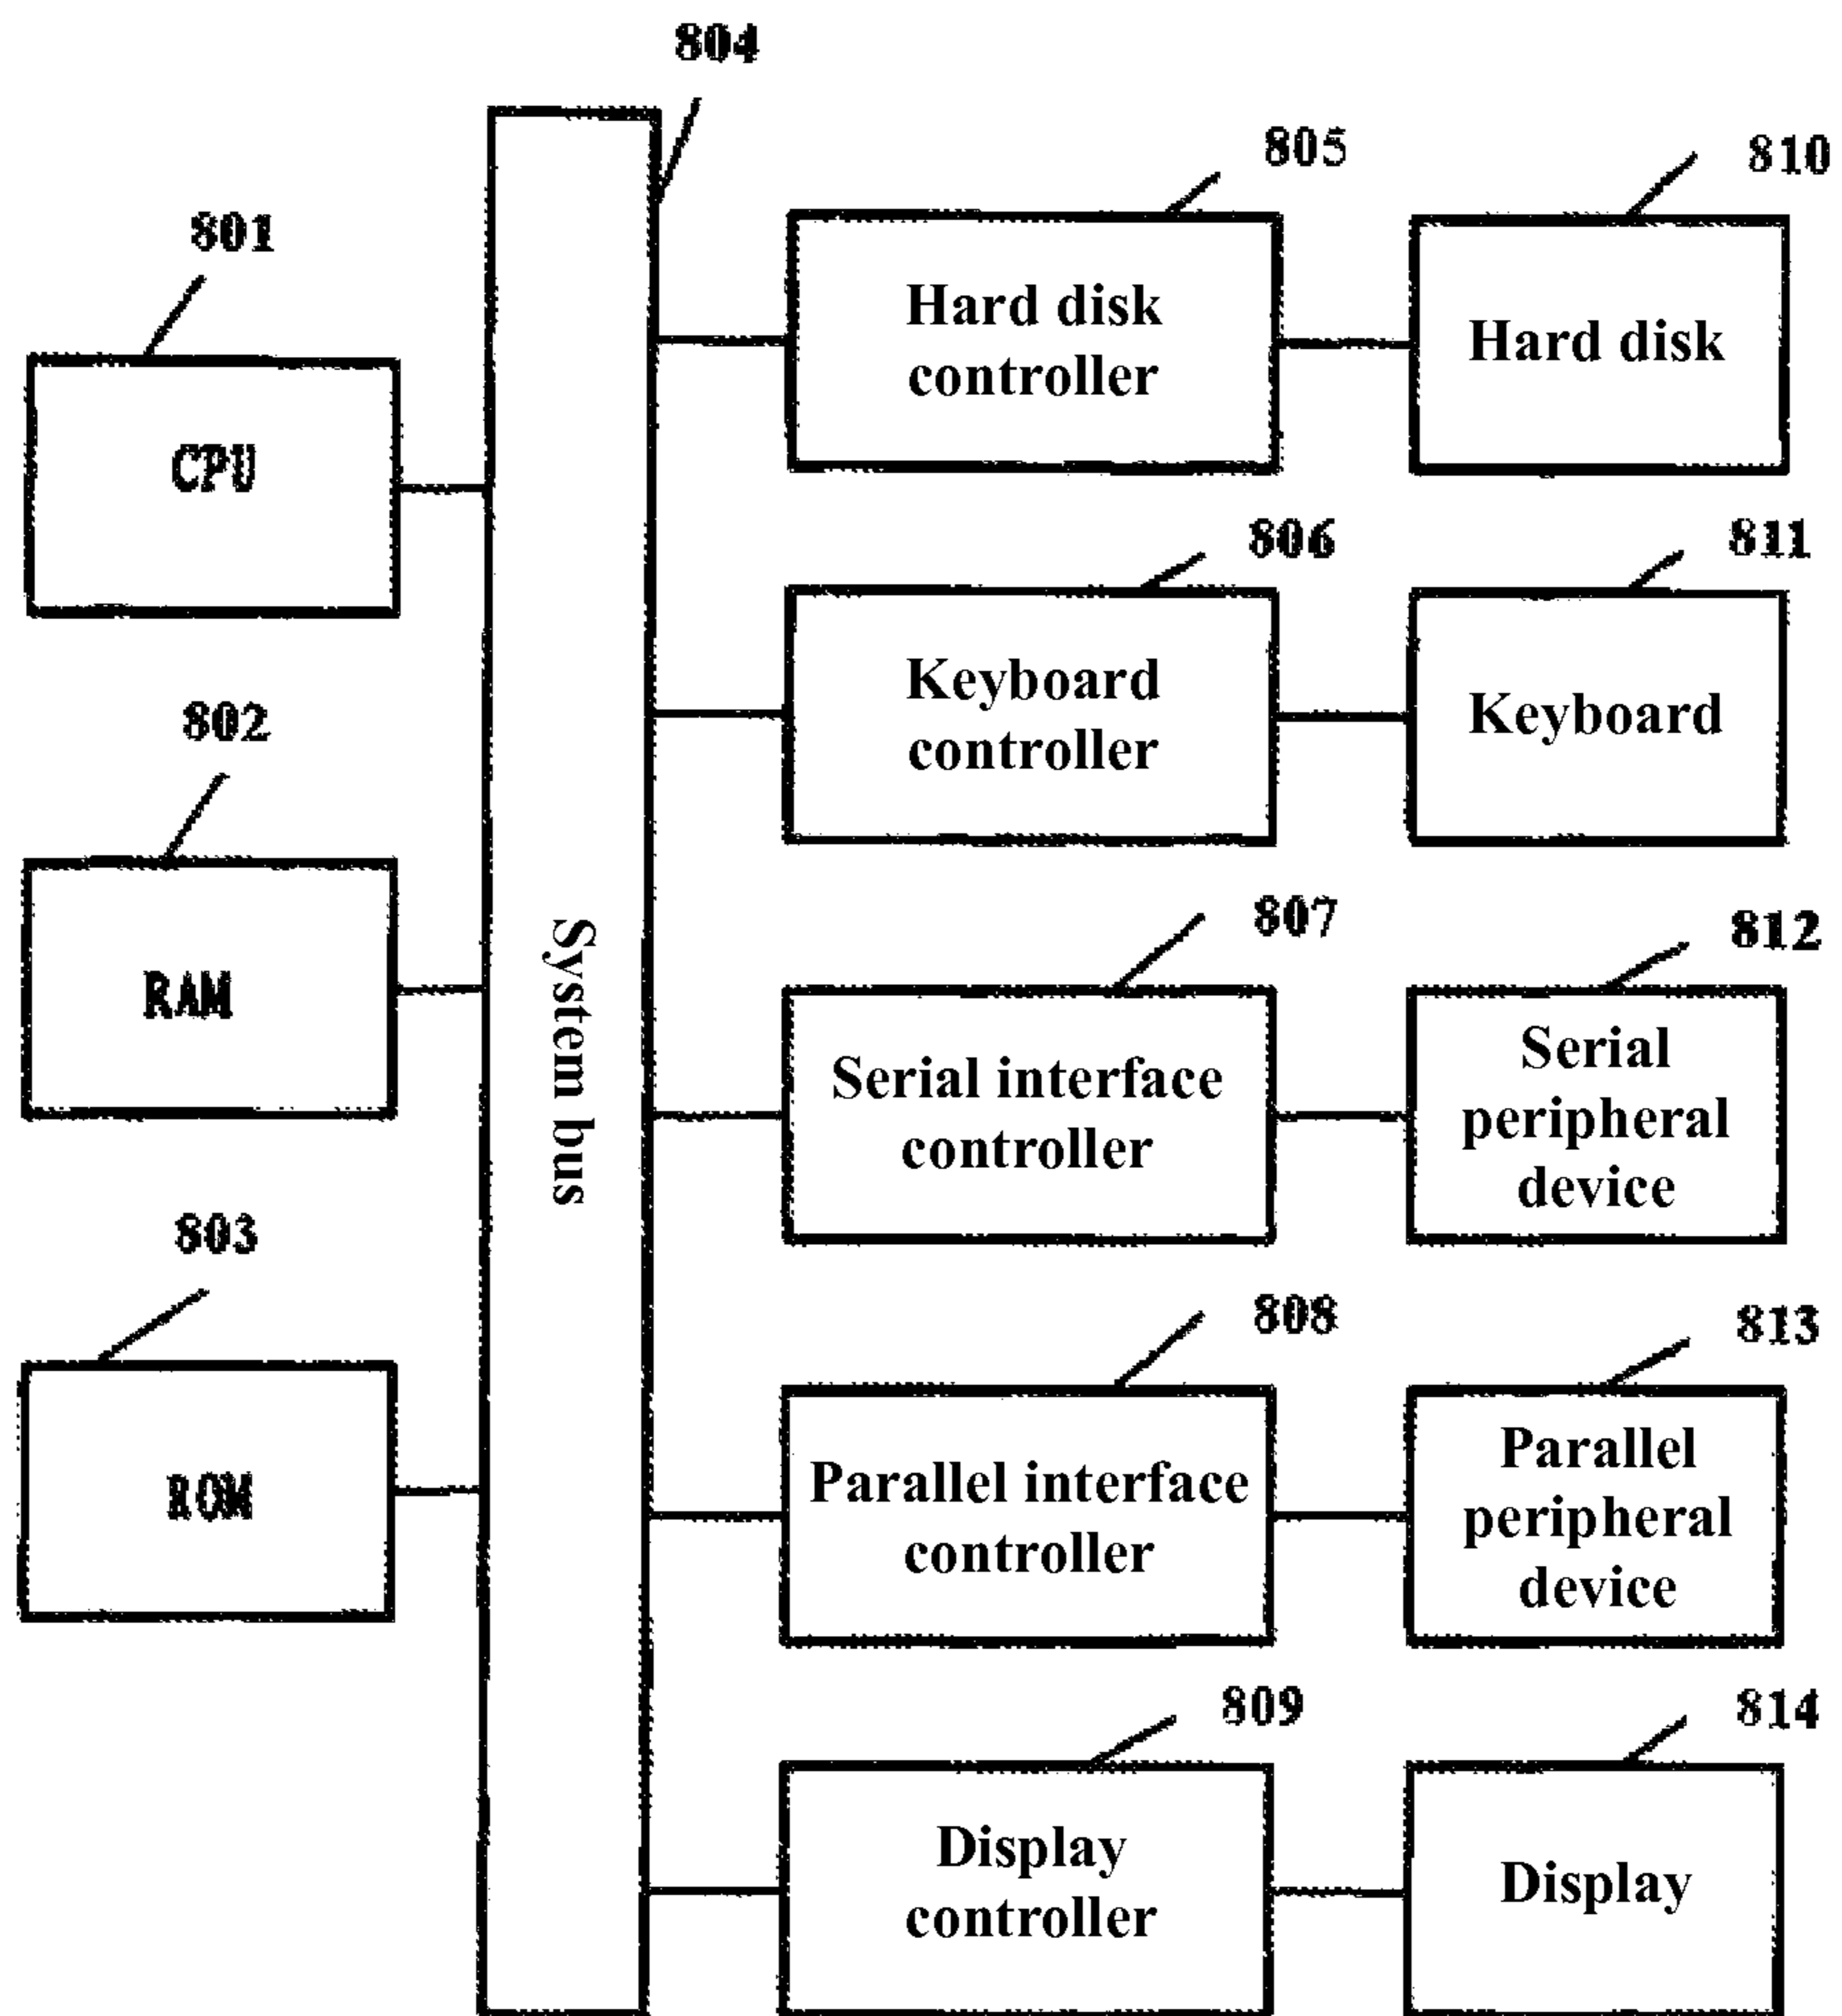 804
805
810
801
Hard disk
controller
Hard disk
CPU
806
811
Keyboard
controller
Keyboard
802
807
812
RAM
System bus
Serial interface
controller
Serial
peripheral
device
803
808
813
ROM
Parallel interface
controller
Parallel
peripheral
device
809
814
Display
controller
Display